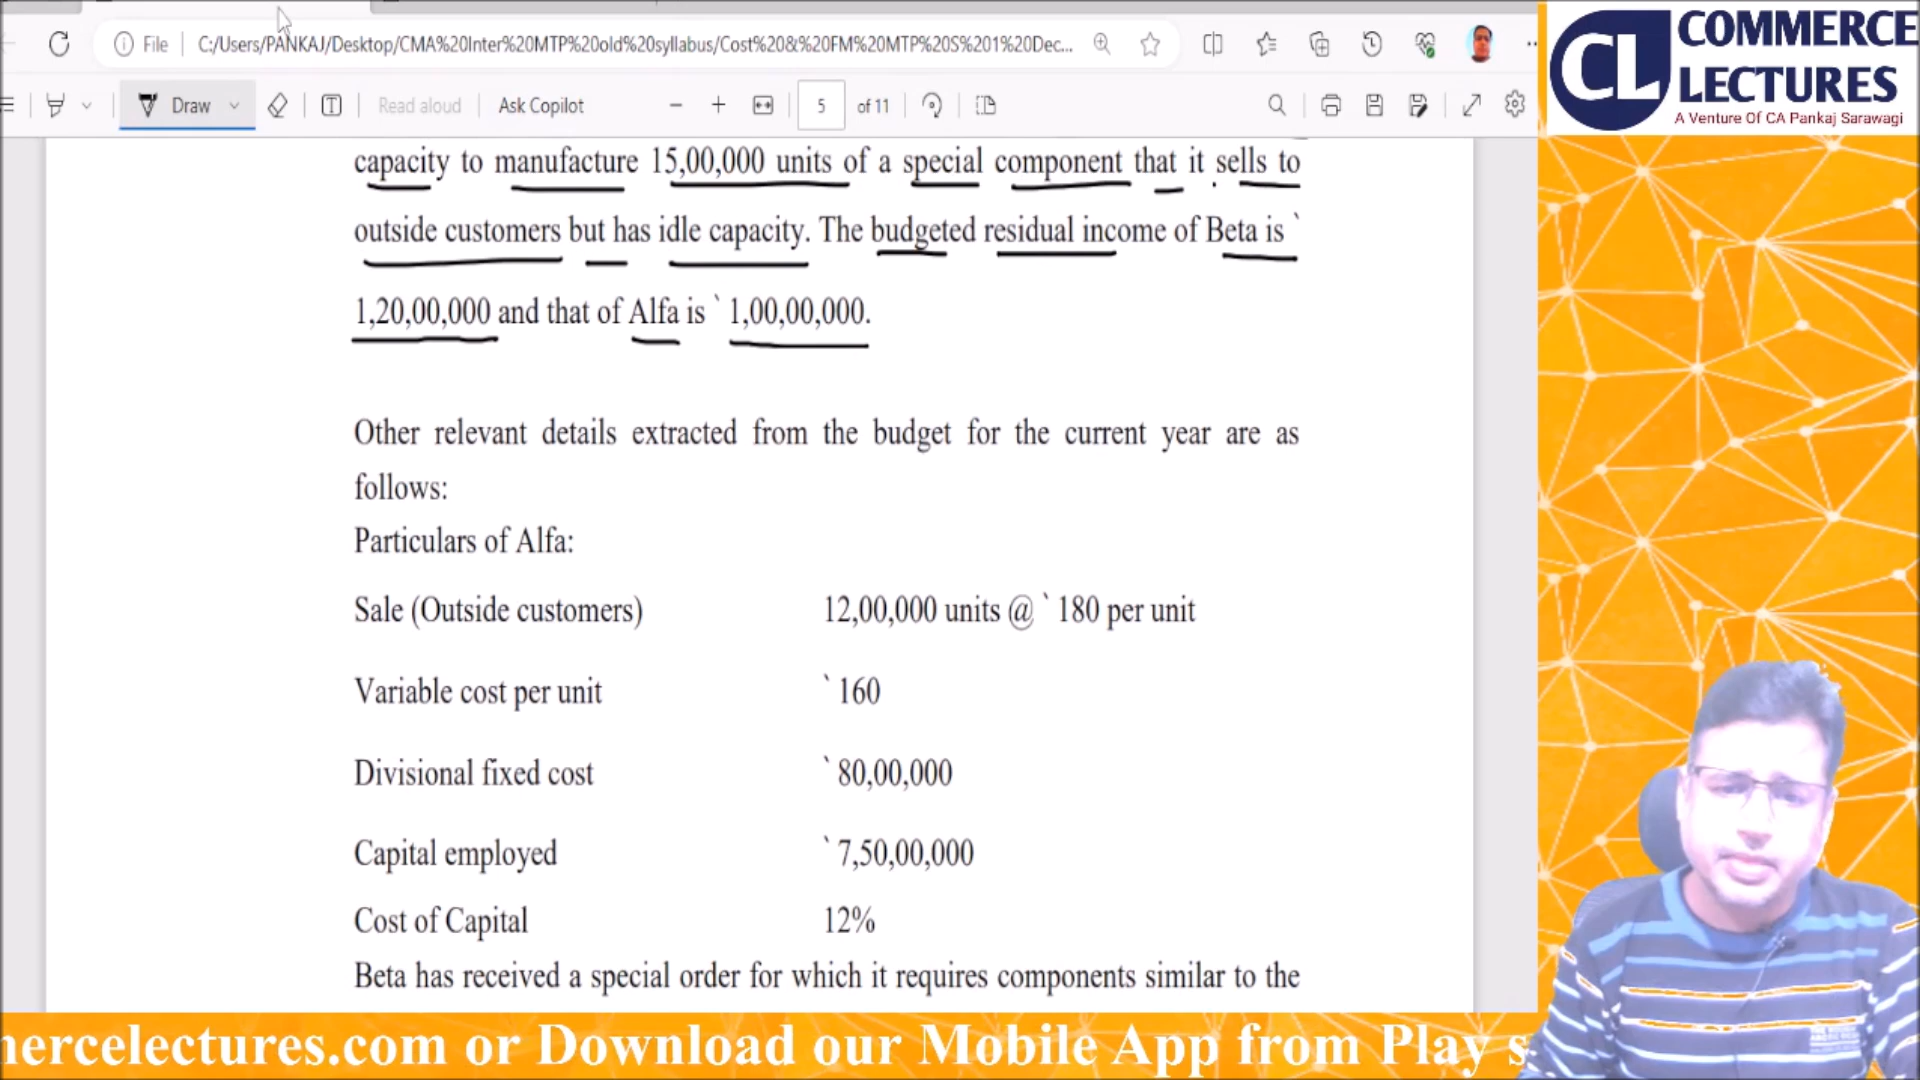 File
C:/Users/PANKAJ/Desktop/CMA%20Inter%20MTP%20old%20syllabus/Cost%20&%20FM%20MTP%20S%201%20Dec...
Draw
Read aloud
Ask Copilot
5
of 11
COMMERCE
CL
LECTURES
A Venture Of CA Pankaj Sarawagi
capacity to manufacture 15,00,000 units of a special component that it sells to
outside customers but has idle capacity. The budgeted residual income of Beta is `
1,20,00,000 and that of Alfa is ` 1,00,00,000.
Other relevant details extracted from the budget for the current year are as
follows:
Particulars of Alfa:
Sale (Outside customers) 12,00,000 units @ ` 180 per unit
Variable cost per unit ` 160
Divisional fixed cost ` 80,00,000
Capital employed ` 7,50,00,000
Cost of Capital 12%
Beta has received a special order for which it requires components similar to the
mercelectures.com or Download our Mobile App from Play s